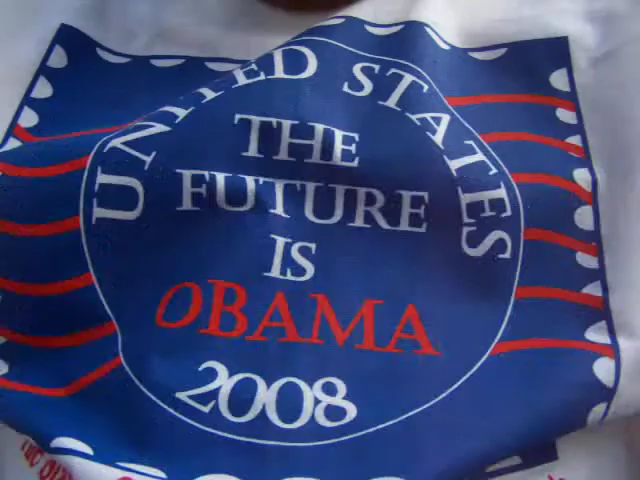 UNITED STATES
THE
FUTURE
IS
OBAMA
2008